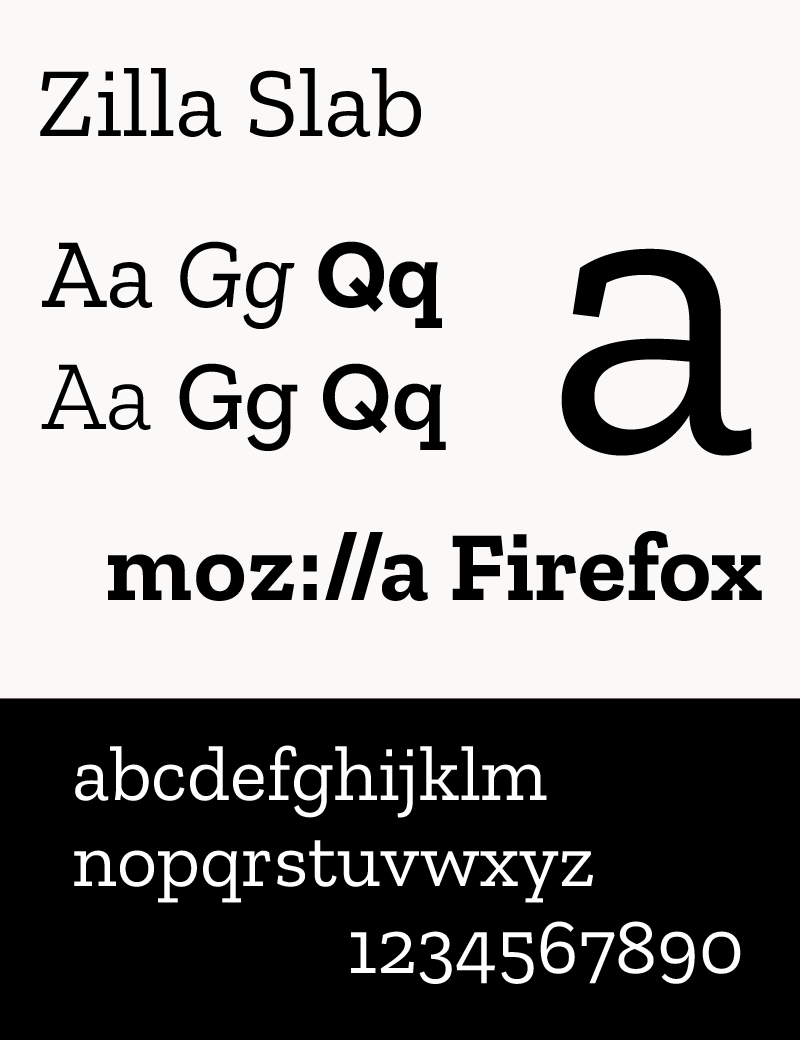 Zilla Slab
Aa Gg Qq
Aa Gg Qq
a
moz://a Firefox
abcdefghijklm
nopqrstuvwxyz
1234567890